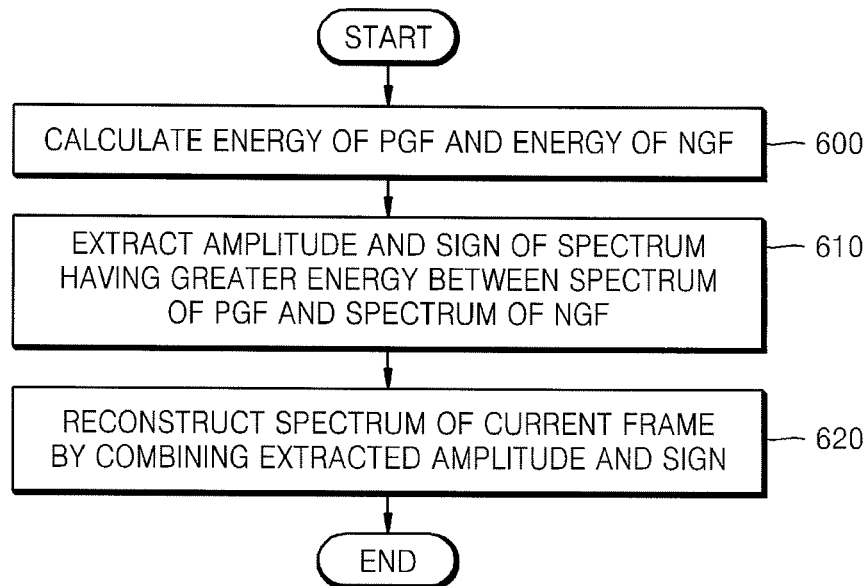 START
CALCULATE ENERGY OF PGF AND ENERGY OF NGF
600
EXTRACT AMPLITUDE AND SIGN OF SPECTRUM
HAVING GREATER ENERGY BETWEEN SPECTRUM
OF PGF AND SPECTRUM OF NGF
610
RECONSTRUCT SPECTRUM OF CURRENT FRAME
BY COMBINING EXTRACTED AMPLITUDE AND SIGN
620
END